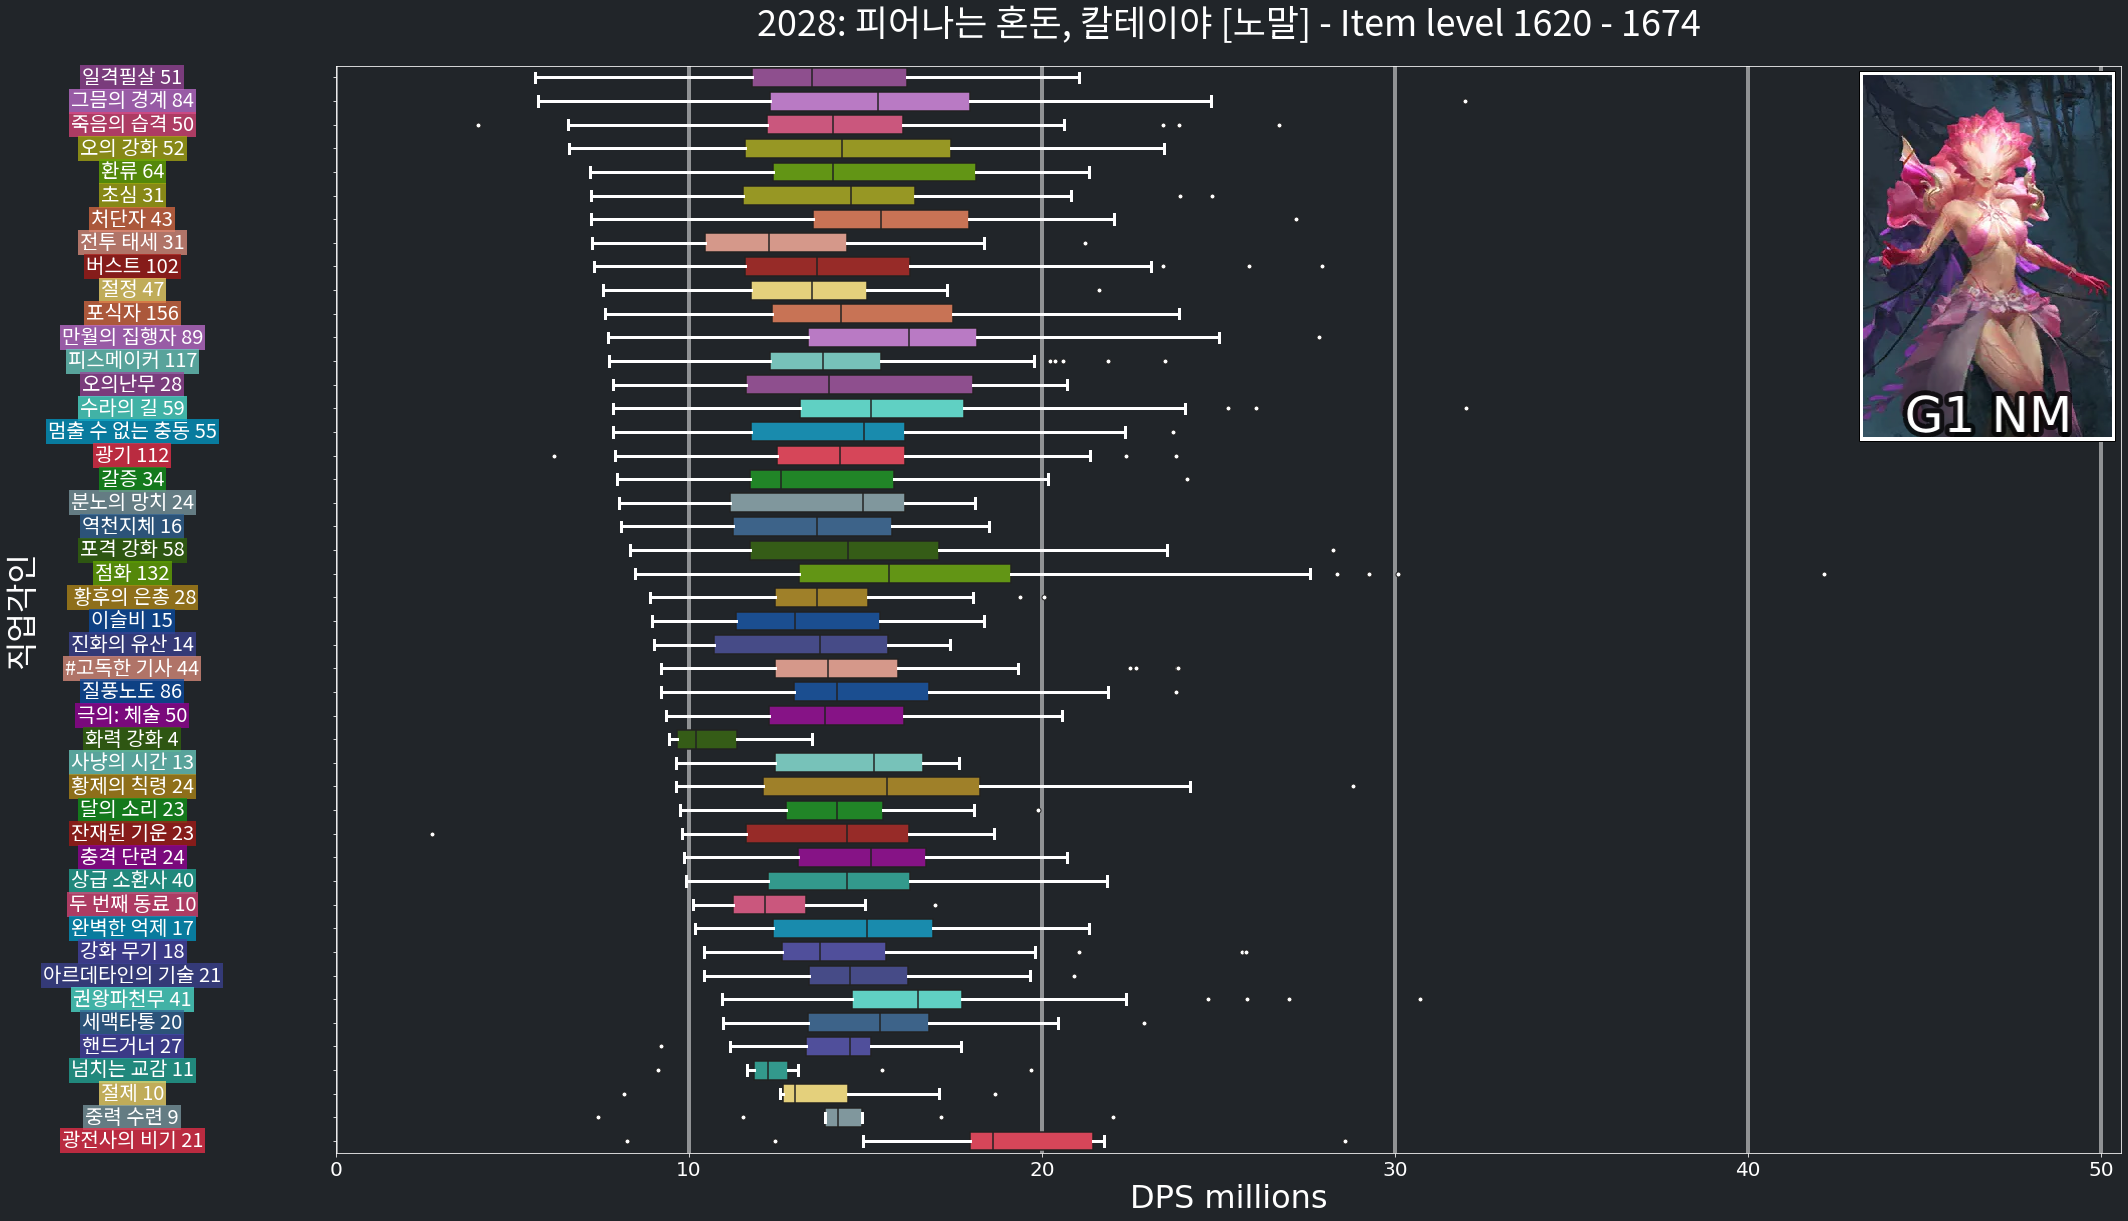 2028: 피어나는 혼돈, 칼테이야 [노말] - Item level 1620 - 1674
일격필살 51
그믐의 경계 84
죽음의 습격 50
오의 강화 52
환류 64
초심 31
처단자 43
전투 태세 31
버스트 102
절정 47
포식자 156
만월의 집행자 89
피스메이커 117
오의난무 28
수라의 길 59
멈출 수 없는 충동 55
광기 112
갈증 34
분노의 망치 24
역천지체 16
포격 강화 58
점화 132
황후의 은총 28
이슬비 15
진화의 유산 14
#고독한 기사 44
질풍노도 86
극의: 체술 50
화력 강화 4
사냥의 시간 13
황제의 칙령 24
달의 소리 23
잔재된 기운 23
충격 단련 24
상급 소환사 40
두 번째 동료 10
완벽한 억제 17
강화 무기 18
아르데타인의 기술 21
권왕파천무 41
세맥타통 20
핸드거너 27
넘치는 교감 11
절제 10
중력 수련 9
광전사의 비기 21
직업각인
G1 NM
0 10 20 30 40 50
DPS millions